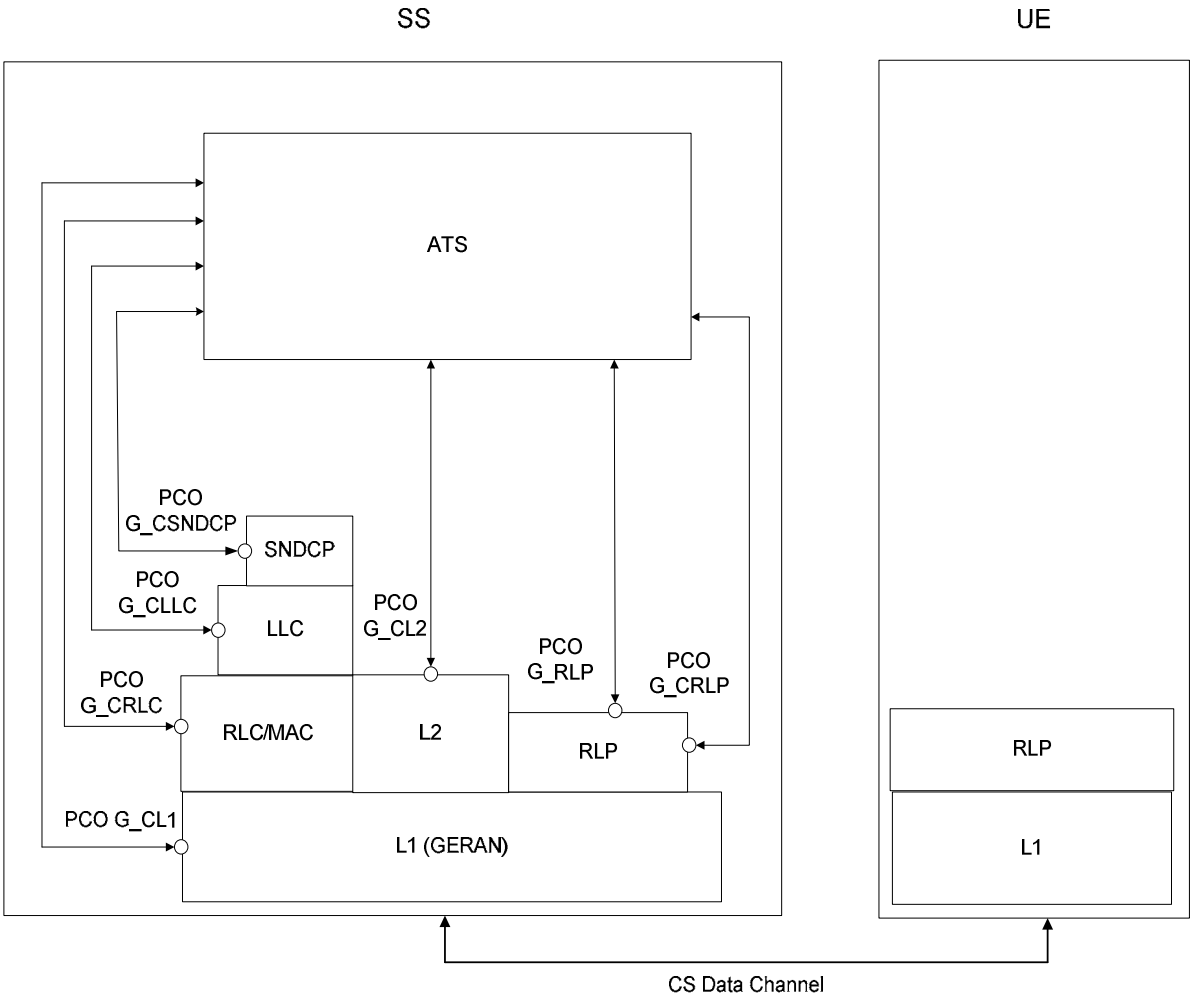 SS
UE
ATS
PCO
G_CSNDCP
SNDCP
PCO
G_CLLC
LLC
PCO
G_CL2
PCO
G_RLP
PCO
G_CRLP
PCO
G_CRLC
RLC/MAC
L2
RLP
RLP
PCO G_CL1
L1 (GERAN)
L1
CS Data Channel